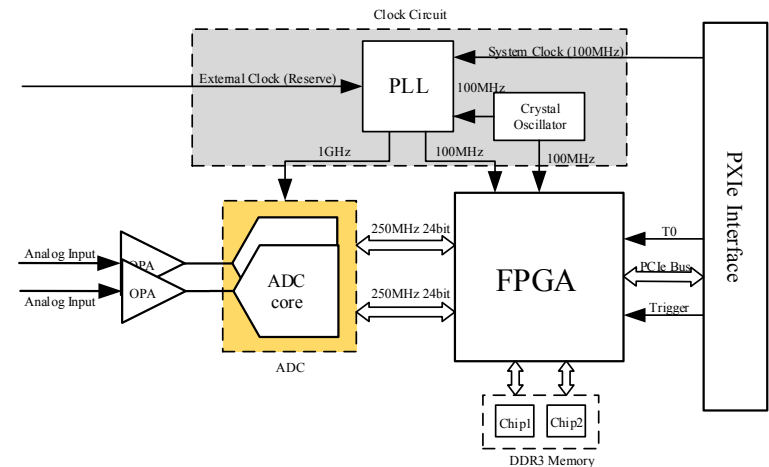 Clock Circuit
System Clock (100MHz)
External Clock (Reserve)
PLL
100MHz
Crystal
Oscillator
1GHz
100MHz
100MHz
PXIe Interface
Analog Input
OPA
250MHz 24bit
T0
ADC
core
FPGA
PCIe Bus
Analog Input
OPA
250MHz 24bit
Trigger
ADC
Chip1
Chip2
DDR3 Memory